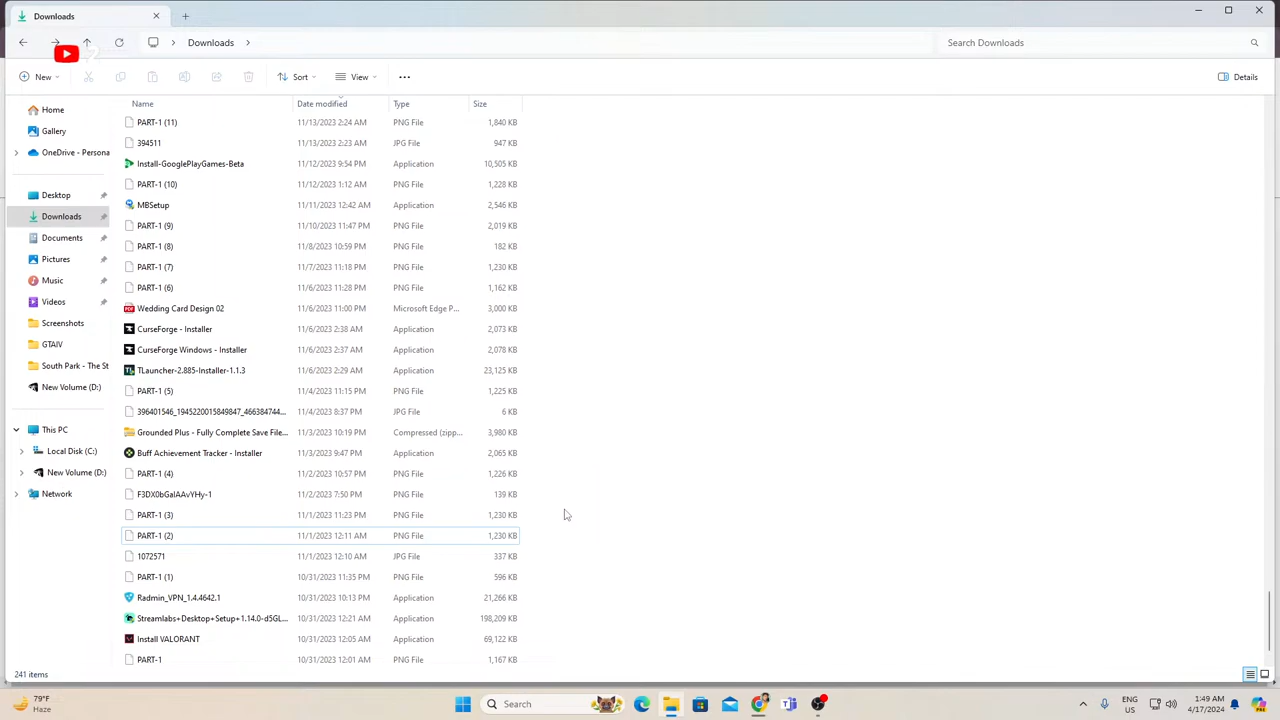 Downloads
Downloads
Search Downloads
New
Sort
View
Details
Name Date modified Type Size
Home
Gallery
OneDrive - Persona
Desktop
Downloads
Documents
Pictures
Music
Videos
Screenshots
GTAIV
South Park - The St
New Volume (D:)
This PC
Local Disk (C:)
New Volume (D:)
Network
PART-1 (11) 11/13/2023 2:24 AM PNG File 1,840 KB
394511 11/13/2023 2:23 AM JPG File 947 KB
Install-GooglePlayGames-Beta 11/12/2023 9:54 PM Application 10,505 KB
PART-1 (10) 11/12/2023 1:12 AM PNG File 1,228 KB
MBSetup 11/11/2023 12:42 AM Application 2,546 KB
PART-1 (9) 11/10/2023 11:47 PM PNG File 2,019 KB
PART-1 (8) 11/8/2023 10:59 PM PNG File 182 KB
PART-1 (7) 11/7/2023 11:18 PM PNG File 1,230 KB
PART-1 (6) 11/6/2023 11:28 PM PNG File 1,162 KB
Wedding Card Design 02 11/6/2023 11:00 PM Microsoft Edge P... 3,000 KB
CurseForge - Installer 11/6/2023 2:38 AM Application 2,073 KB
CurseForge Windows - Installer 11/6/2023 2:37 AM Application 2,078 KB
TLauncher-2.885-Installer-1.1.3 11/6/2023 2:29 AM Application 23,125 KB
PART-1 (5) 11/4/2023 11:15 PM PNG File 1,225 KB
396401546_1945220015849847_466384744... 11/4/2023 8:37 PM JPG File 6 KB
Grounded Plus - Fully Complete Save File... 11/3/2023 10:19 PM Compressed (zipp... 3,980 KB
Buff Achievement Tracker - Installer 11/3/2023 9:47 PM Application 2,065 KB
PART-1 (4) 11/2/2023 10:57 PM PNG File 1,226 KB
F3DX0bGalAAvYHy-1 11/2/2023 7:50 PM PNG File 139 KB
PART-1 (3) 11/1/2023 11:23 PM PNG File 1,230 KB
PART-1 (2) 11/1/2023 12:11 AM PNG File 1,230 KB
1072571 11/1/2023 12:10 AM JPG File 337 KB
PART-1 (1) 10/31/2023 11:35 PM PNG File 596 KB
Radmin_VPN_1.4.4642.1 10/31/2023 10:13 PM Application 21,266 KB
Streamlabs+Desktop+Setup+1.14.0-d5GL... 10/31/2023 12:21 AM Application 198,209 KB
Install VALORANT 10/31/2023 12:05 AM Application 69,122 KB
PART-1 10/31/2023 12:01 AM PNG File 1,167 KB
241 items
79°F
Haze
Search
ENG
US
1:49 AM
4/17/2024